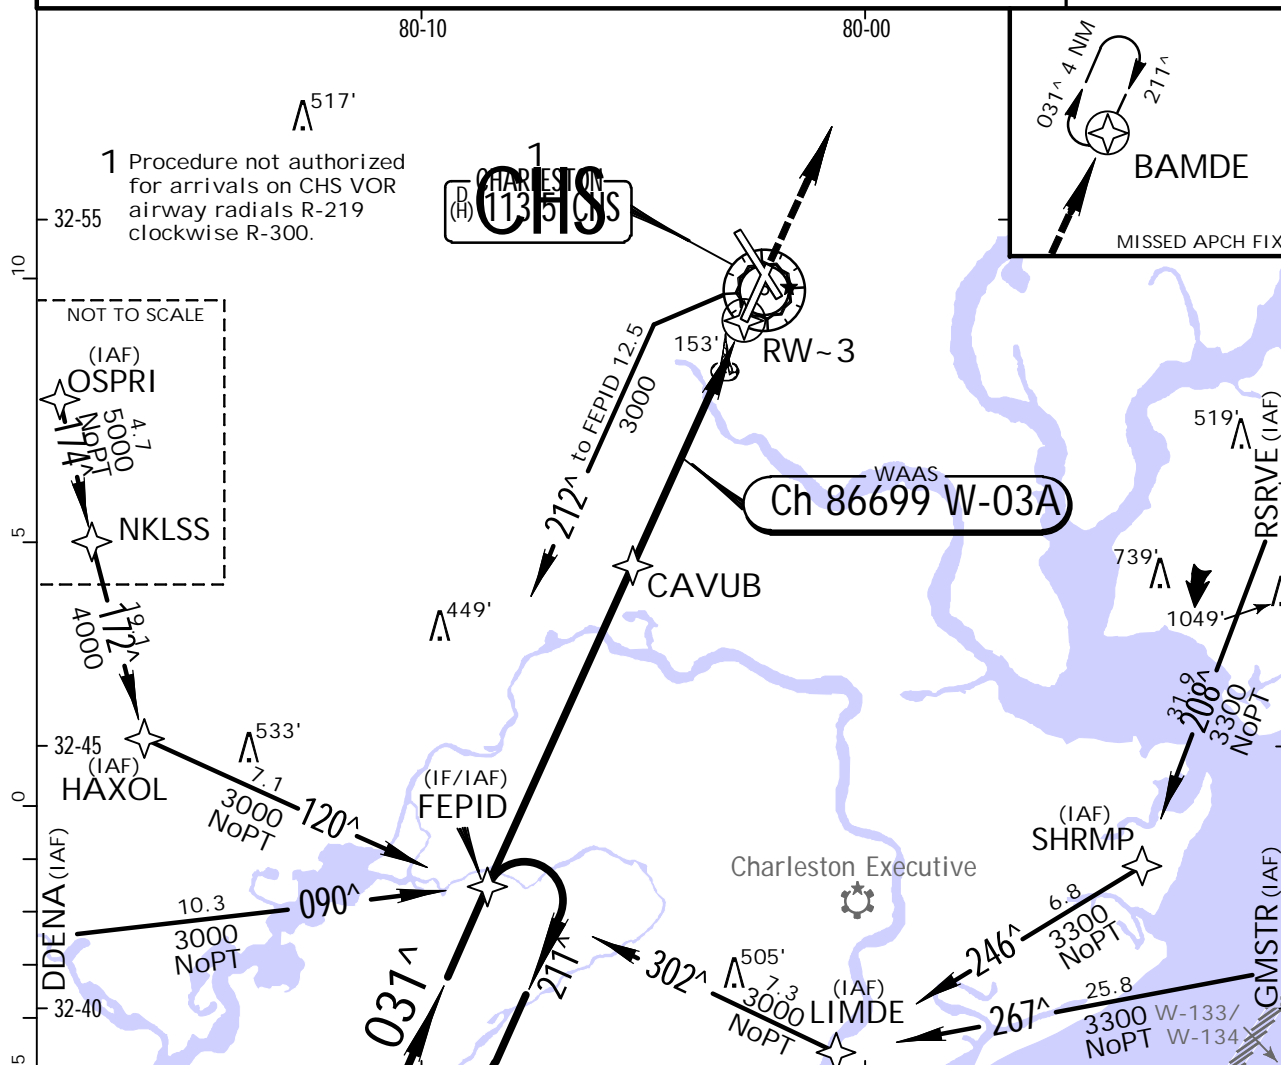 80-10
80-00
517'
1 Procedure not authorized
for arrivals on CHS VOR
airway radials R-219
clockwise R-300.
1
CHARLESTON
D
(H)
113.5 CHS
CHS
031^ 4 NM
211^
BAMDE
MISSED APCH FIX
32-55
10
NOT TO SCALE
(IAF)
OSPRI
174^
4.7
5000
NoPT
NKLSS
5
172^
19.1
4000
153'
RW~3
to FEPID 12.5
3000
212^
WAAS
Ch 86699 W-03A
CAVUB
519'
RSRVE (IAF)
739'
1049'
449'
31.9
208^
3300
NoPT
32-45
533'
(IAF)
HAXOL
7.1
3000
NoPT
120^
0
(IF/IAF)
FEPID
(IAF)
SHRMP
Charleston Executive
DDENA (IAF)
10.3
3000
NoPT
090^
6.8
3300
NoPT
246^
GMSTR (IAF)
031^
211^
302^
505'
7.3
3000
NoPT
(IAF)
LIMDE
267^
25.8
3300
NoPT
W-133/
W-134
32-40
5